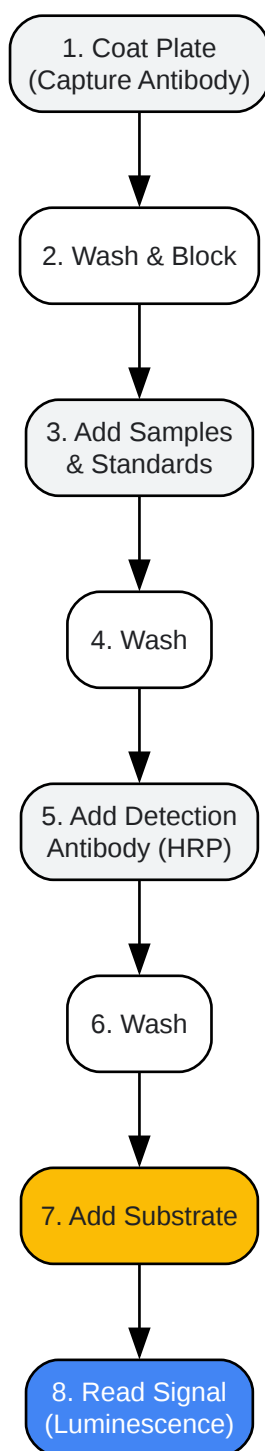 1. Coat Plate
(Capture Antibody)
2. Wash & Block
3. Add Samples
& Standards
4. Wash
5. Add Detection
Antibody (HRP)
6. Wash
7. Add Substrate
8. Read Signal
(Luminescence)